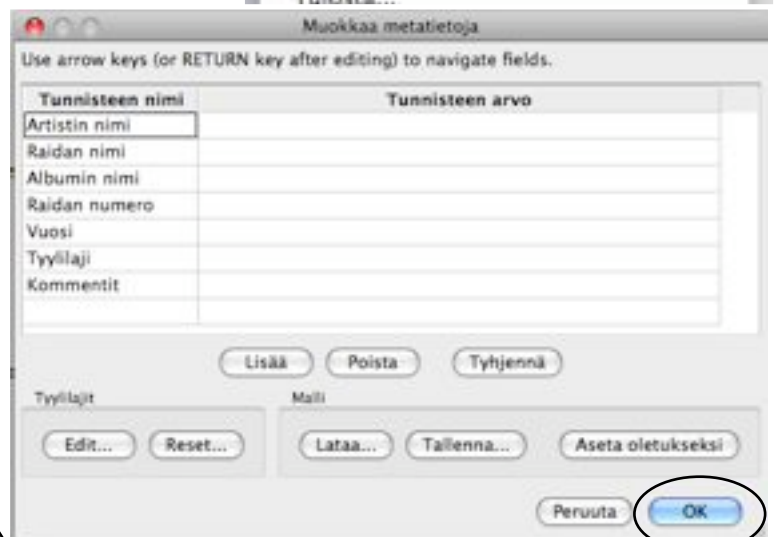 Muokkaa metatietoja
Use arrow keys (or RETURN key after editing) to navigate fields.
Tunnisteen nimi Tunnisteen arvo
Artistin nimi
Raidan nimi
Albumin nimi
Raidan numero
Vuosi
Tyylilaji
Kommentit
Lisää Poista Tyhjennä
Tyylilajit Malli
Edit... Reset... Lataa... Tallenna... Aseta oletukseksi
Peruuta OK